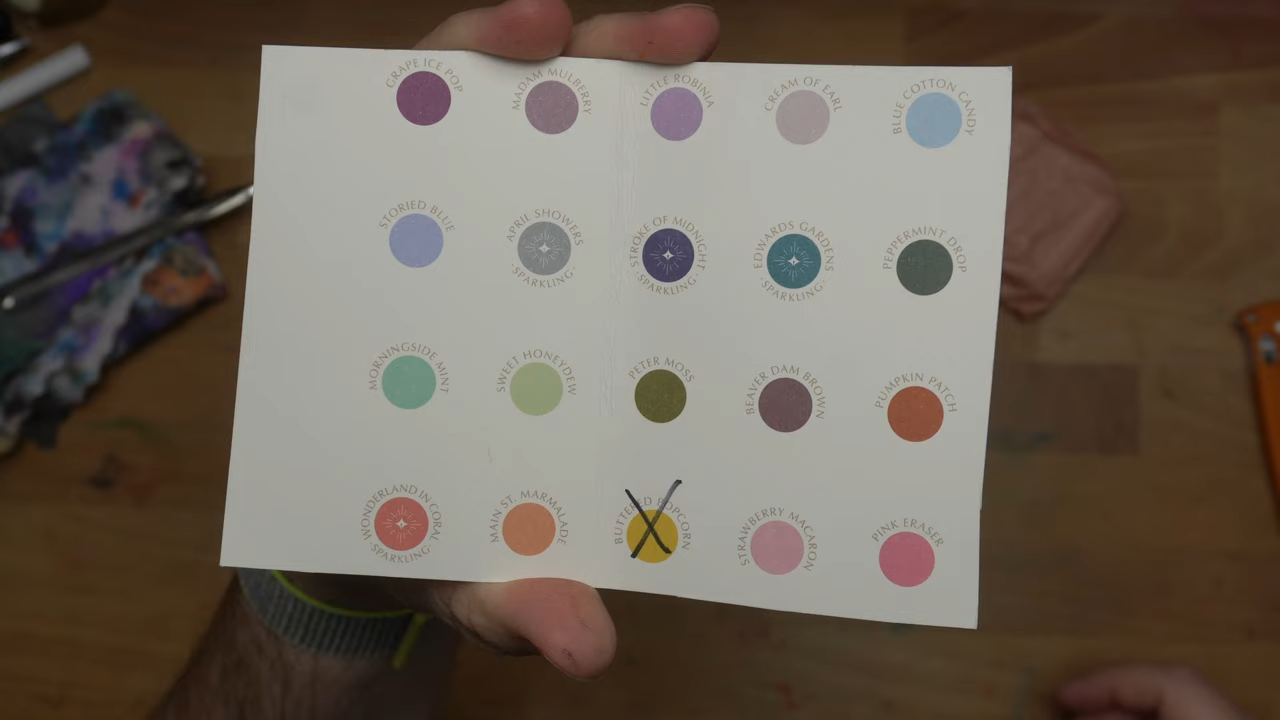 GRAPE ICE POP
MADAM MULBERRY
LITTLE ROBINIA
CREAM OF EARL
BLUE COTTON CANDY
STORIED BLUE
APRIL SHOWERS
·SPARKLING·
STROKE OF MIDNIGHT
·SPARKLING·
EDWARDS GARDENS
·SPARKLING·
PEPPERMINT DROP
MORNINGSIDE MINT
SWEET HONEYDEW
PETER MOSS
BEAVER DAM BROWN
PUMPKIN PATCH
WONDERLAND IN CORAL
·SPARKLING·
MAIN ST. MARMALADE
BUTTERED POPCORN
STRAWBERRY MACARON
PINK ERASER